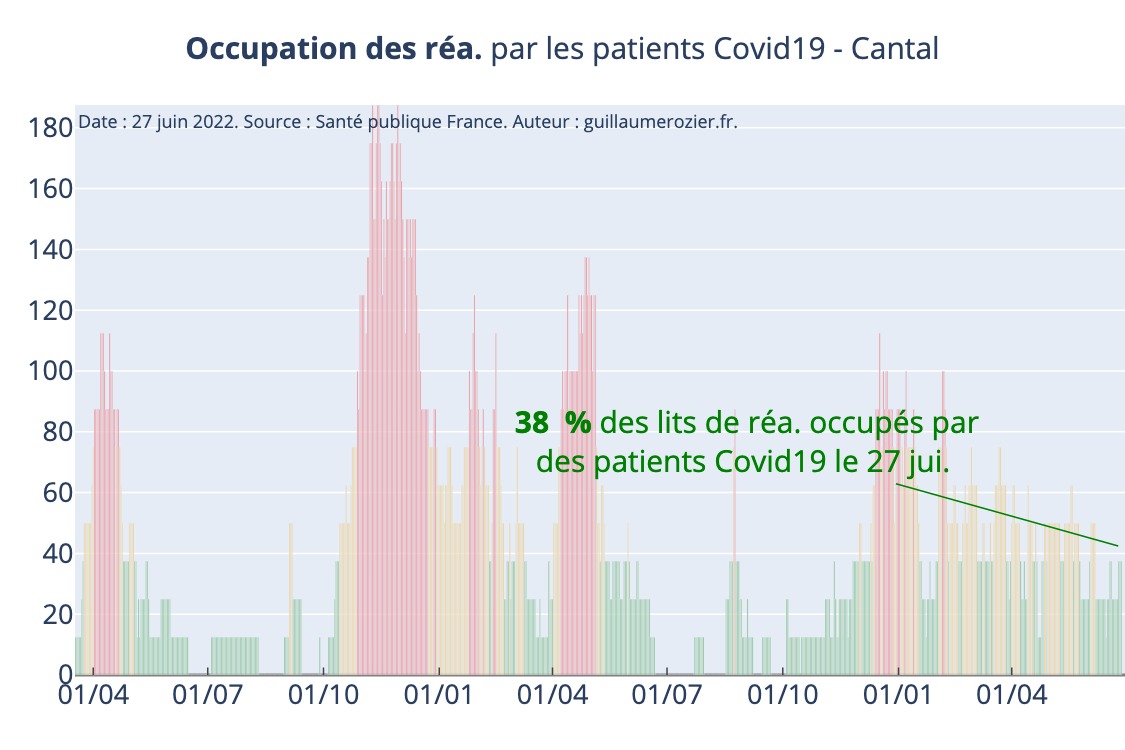 Occupation des réa. par les patients Covid19 - Cantal
Date : 27 juin 2022. Source : Santé publique France. Auteur : guillaumerozier.fr.
180
160
140
120
100
80
60
40
20
0
38 % des lits de réa. occupés par
des patients Covid19 le 27 jui.
01/04 01/07 01/10 01/01 01/04 01/07 01/10 01/01 01/04